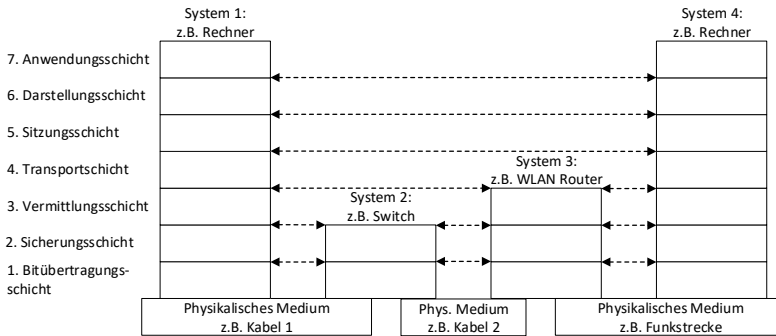 System 1:
z.B. Rechner
System 4:
z.B. Rechner
7. Anwendungsschicht
6. Darstellungsschicht
5. Sitzungsschicht
4. Transportschicht
System 3:
z.B. WLAN Router
3. Vermittlungsschicht
System 2:
z.B. Switch
2. Sicherungsschicht
1. Bitübertragungs-
schicht
Physikalisches Medium
z.B. Kabel 1
Phys. Medium
z.B. Kabel 2
Physikalisches Medium
z.B. Funkstrecke